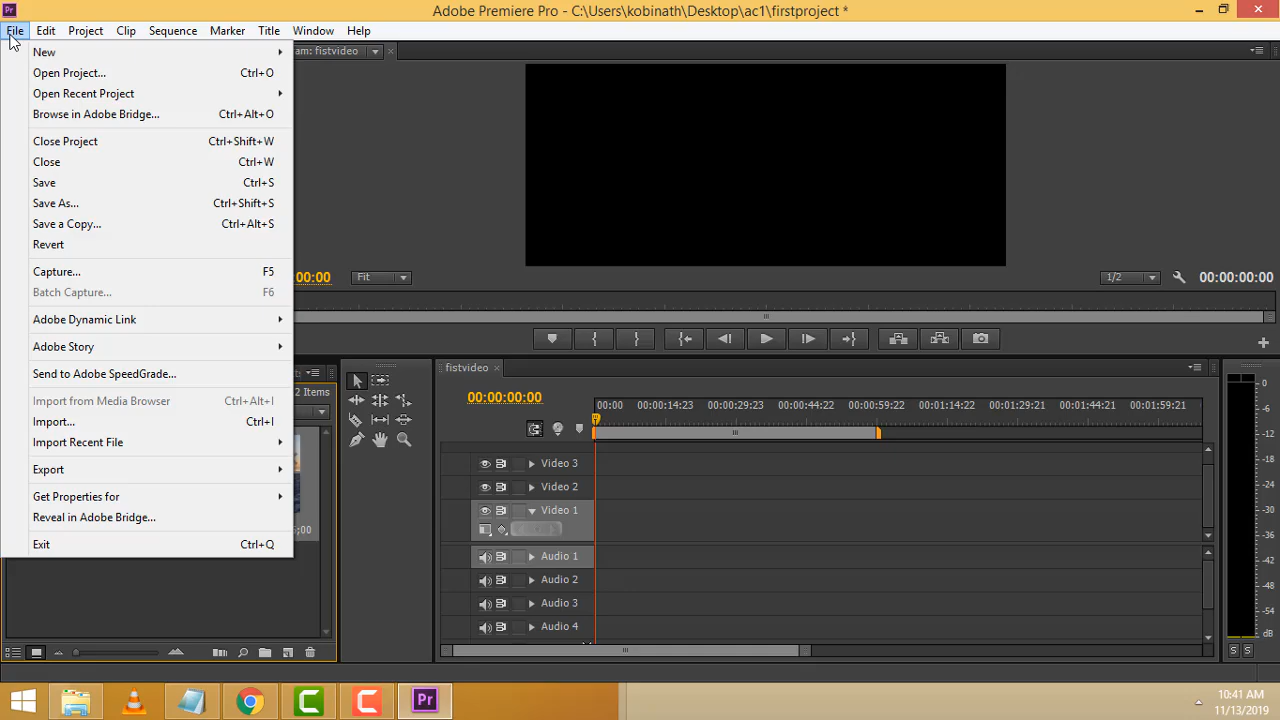 Pr Adobe Premiere Pro - C:\Users\kobinath\Desktop\ac1\firstproject *
File Edit Project Clip Sequence Marker Title Window Help
New
Open Project... Ctrl+O
Open Recent Project
Browse in Adobe Bridge... Ctrl+Alt+O
Close Project Ctrl+Shift+W
Close Ctrl+W
Save Ctrl+S
Save As... Ctrl+Shift+S
Save a Copy... Ctrl+Alt+S
Revert
Capture... F5
Batch Capture... F6
Adobe Dynamic Link
Adobe Story
Send to Adobe SpeedGrade...
Import from Media Browser Ctrl+Alt+I
Import... Ctrl+I
Import Recent File
Export
Get Properties for
Reveal in Adobe Bridge...
Exit Ctrl+Q
am: fistvideo
00:00 Fit 1/2 00:00:00:00
2 Items
;00
fistvideo
00:00:00:00
00:00 00:00:14:23 00:00:29:23 00:00:44:22 00:00:59:22 00:01:14:22 00:01:29:21 00:01:44:21 00:01:59:21
Video 3
Video 2
Video 1
Audio 1
Audio 2
Audio 3
Audio 4
0
-6
-12
-18
-24
-30
-36
-42
-48
-54
dB
S S
Pr
10:41 AM
11/13/2019